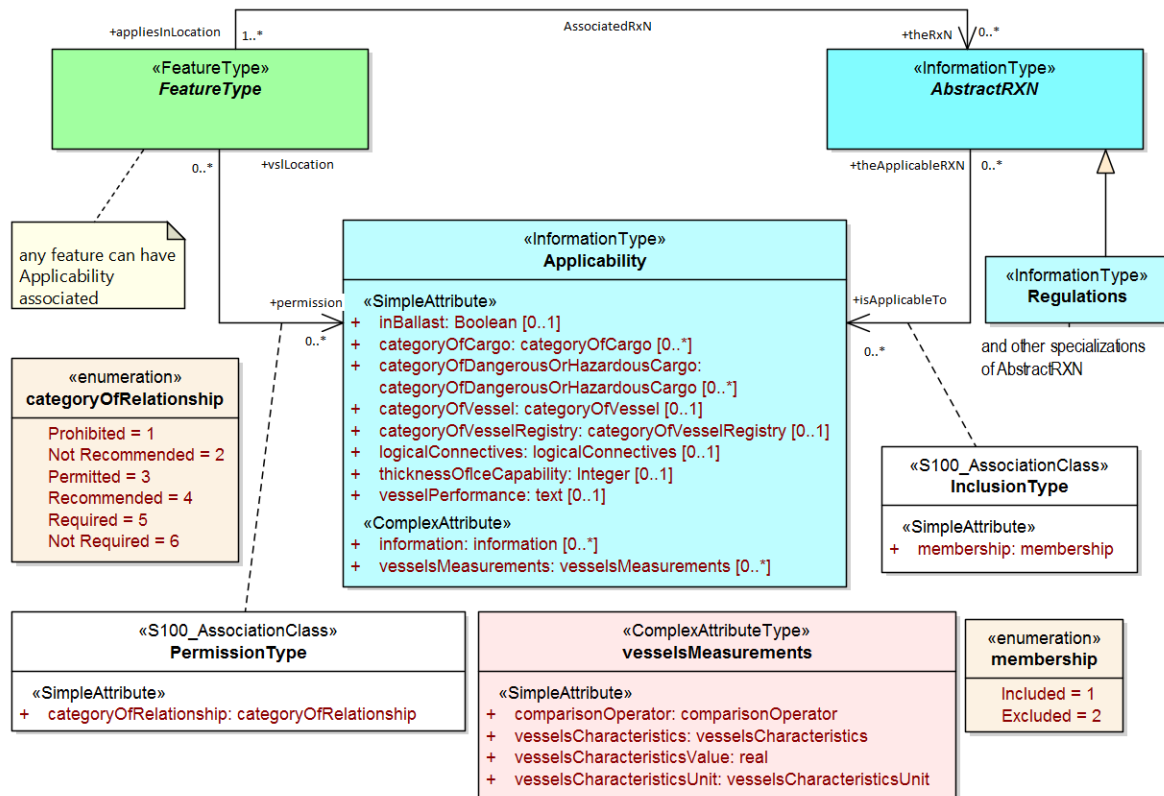 +appliesInLocation
1..*
AssociatedRxN
+theRxN
0..*
«FeatureType»
FeatureType
«InformationType»
AbstractRXN
0..*
+vslLocation
+theApplicableRXN
0..*
any feature can have
Applicability
associated
+permission
0..*
«InformationType»
Applicability
«SimpleAttribute»
+ inBallast: Boolean [0..1]
+ categoryOfCargo: categoryOfCargo [0..*]
+ categoryOfDangerousOrHazardousCargo:
categoryOfDangerousOrHazardousCargo [0..*]
+ categoryOfVessel: categoryOfVessel [0..1]
+ categoryOfVesselRegistry: categoryOfVesselRegistry [0..1]
+ logicalConnectives: logicalConnectives [0..1]
+ thicknessOfIceCapability: Integer [0..1]
+ vesselPerformance: text [0..1]
«ComplexAttribute»
+ information: information [0..*]
+ vesselsMeasurements: vesselsMeasurements [0..*]
+isApplicableTo
0..*
«InformationType»
Regulations
and other specializations
of AbstractRXN
«enumeration»
categoryOfRelationship
Prohibited = 1
Not Recommended = 2
Permitted = 3
Recommended = 4
Required = 5
Not Required = 6
«S100_AssociationClass»
InclusionType
«SimpleAttribute»
+ membership: membership
«S100_AssociationClass»
PermissionType
«SimpleAttribute»
+ categoryOfRelationship: categoryOfRelationship
«ComplexAttributeType»
vesselsMeasurements
«SimpleAttribute»
+ comparisonOperator: comparisonOperator
+ vesselsCharacteristics: vesselsCharacteristics
+ vesselsCharacteristicsValue: real
+ vesselsCharacteristicsUnit: vesselsCharacteristicsUnit
«enumeration»
membership
Included = 1
Excluded = 2